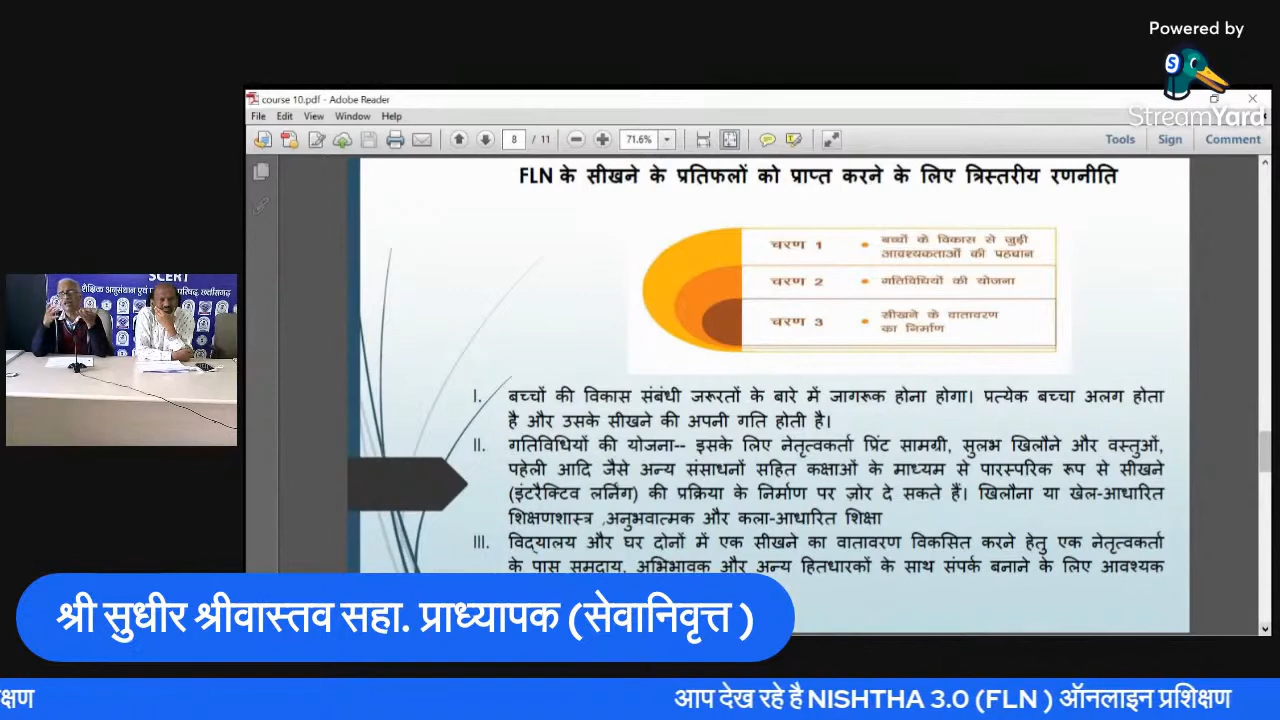 Powered by
StreamYard
course 10.pdf - Adobe Reader
File Edit View Window Help
8 / 11 71.6% Tools Sign Comment
FLN के सीखने के प्रतिफलों को प्राप्त करने के लिए त्रिस्तरीय रणनीति
चरण 1 • बच्चों के विकास से जुड़ी
आवश्यकताओं की पहचान
चरण 2 • गतिविधियों की योजना
चरण 3 • सीखने के वातावरण
का निर्माण
I. बच्चों की विकास संबंधी जरूरतों के बारे में जागरूक होना होगा। प्रत्येक बच्चा अलग होता
है और उसके सीखने की अपनी गति होती है।
II. गतिविधियों की योजना-- इसके लिए नेतृत्वकर्ता प्रिंट सामग्री, सुलभ खिलौने और वस्तुओं,
पहेली आदि जैसे अन्य संसाधनों सहित कक्षाओं के माध्यम से पारस्परिक रूप से सीखने
(इंटरैक्टिव लर्निंग) की प्रक्रिया के निर्माण पर ज़ोर दे सकते हैं। खिलौना या खेल-आधारित
शिक्षणशास्त्र ,अनुभवात्मक और कला-आधारित शिक्षा
III. विद्यालय और घर दोनों में एक सीखने का वातावरण विकसित करने हेतु एक नेतृत्वकर्ता
के पास समुदाय, अभिभावक और अन्य हितधारकों के साथ संपर्क बनाने के लिए आवश्यक
SCERT
शैक्षिक अनुसंधान एवं परिषद, छत्तीसगढ़
श्री सुधीर श्रीवास्तव सहा. प्राध्यापक (सेवानिवृत्त )
क्षण आप देख रहे है NISHTHA 3.0 (FLN ) ऑनलाइन प्रशिक्षण